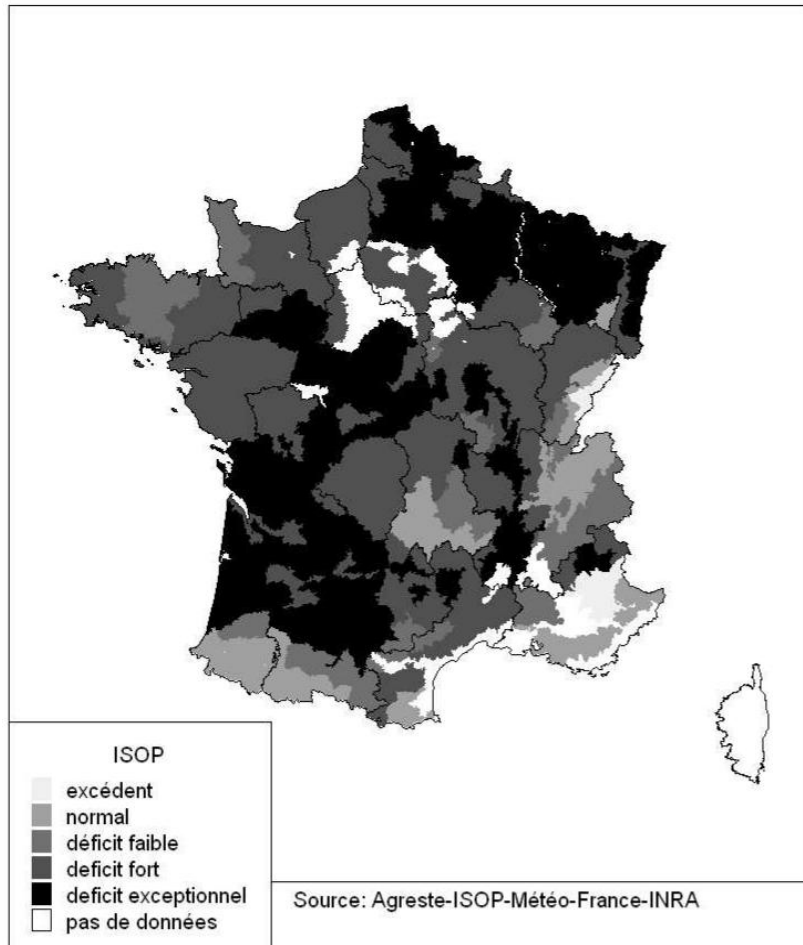 ISOP
excédent
normal
déficit faible
deficit fort
deficit exceptionnel
pas de données
Source: Agreste-ISOP-Météo-France-INRA